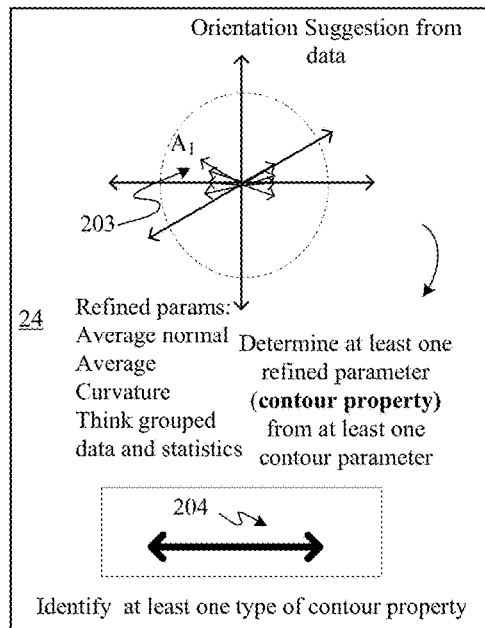 Orientation Suggestion from
data
A1
203
24
Refined params:
Average normal
Average
Curvature
Think grouped
data and statistics
Determine at least one
refined parameter
(contour property)
from at least one
contour parameter
204
Identify at least one type of contour property